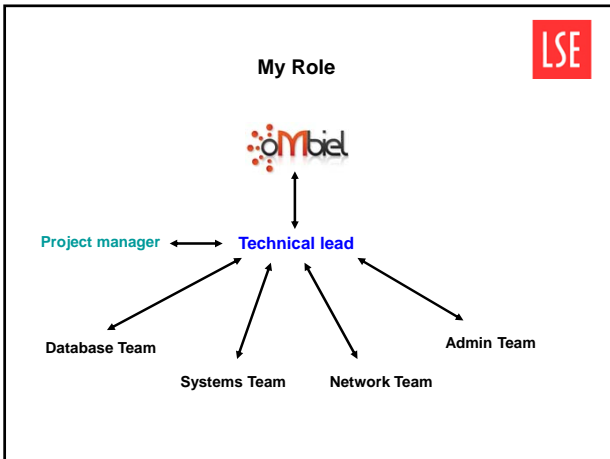 LSE
My Role
oMbiel
Project manager
Technical lead
Database Team
Admin Team
Systems Team
Network Team